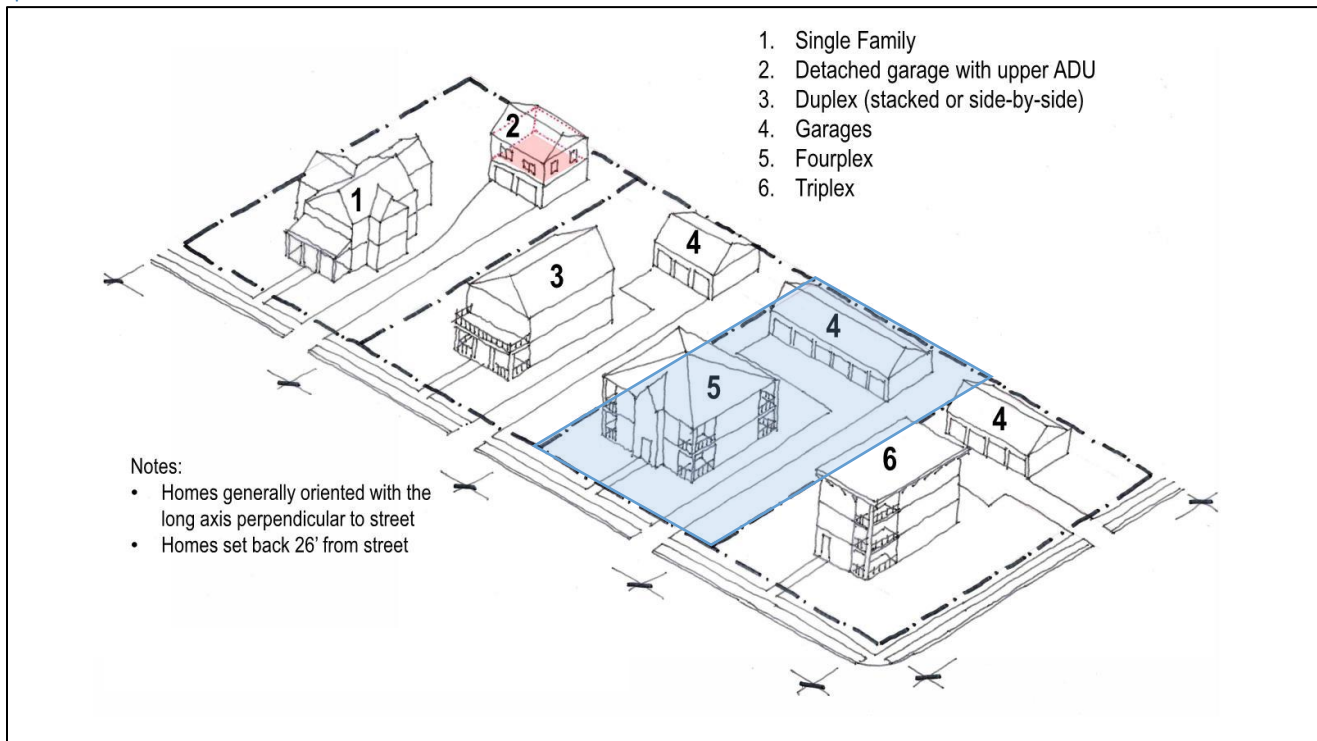 1. Single Family
2. Detached garage with upper ADU
3. Duplex (stacked or side-by-side)
4. Garages
5. Fourplex
6. Triplex
2
1
4
3
4
5
4
6
Notes:
• Homes generally oriented with the
long axis perpendicular to street
• Homes set back 26’ from street